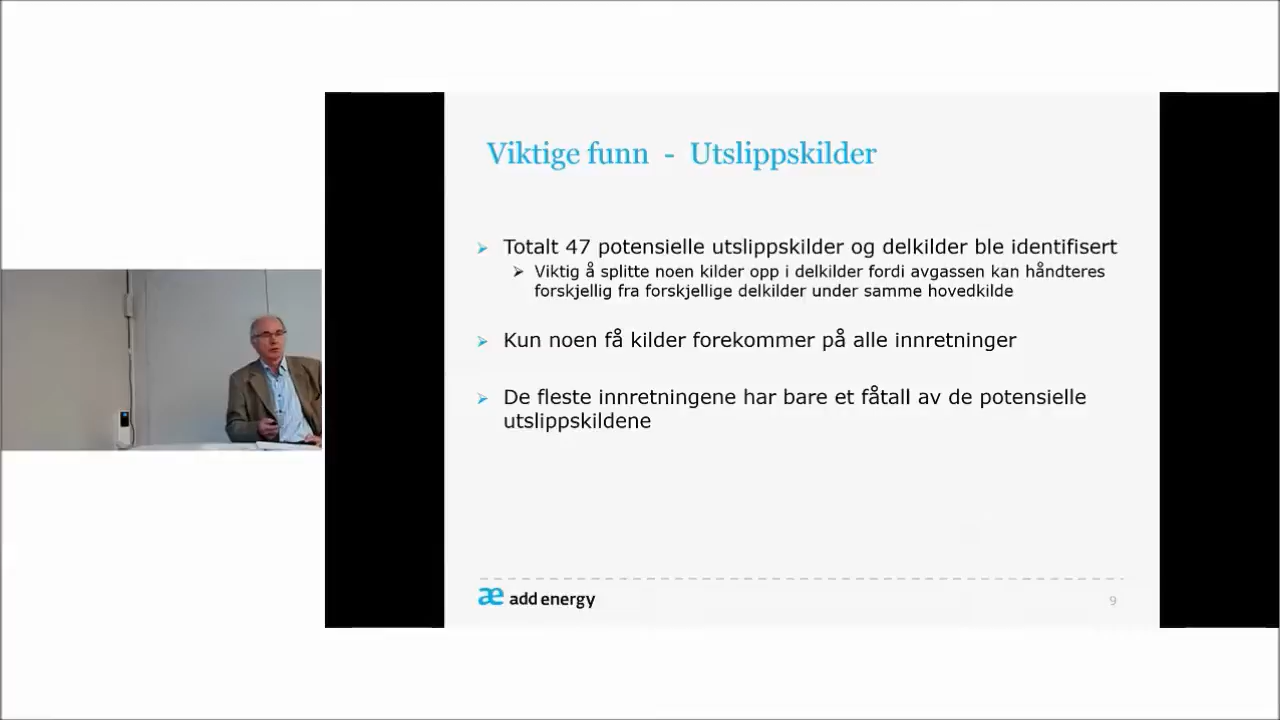 Viktige funn - Utslippskilder
Totalt 47 potensielle utslippskilder og delkilder ble identifisert
Viktig å splitte noen kilder opp i delkilder fordi avgassen kan håndteres
forskjellig fra forskjellige delkilder under samme hovedkilde
Kun noen få kilder forekommer på alle innretninger
De fleste innretningene har bare et fåtall av de potensielle
utslippskildene
æ add energy
9